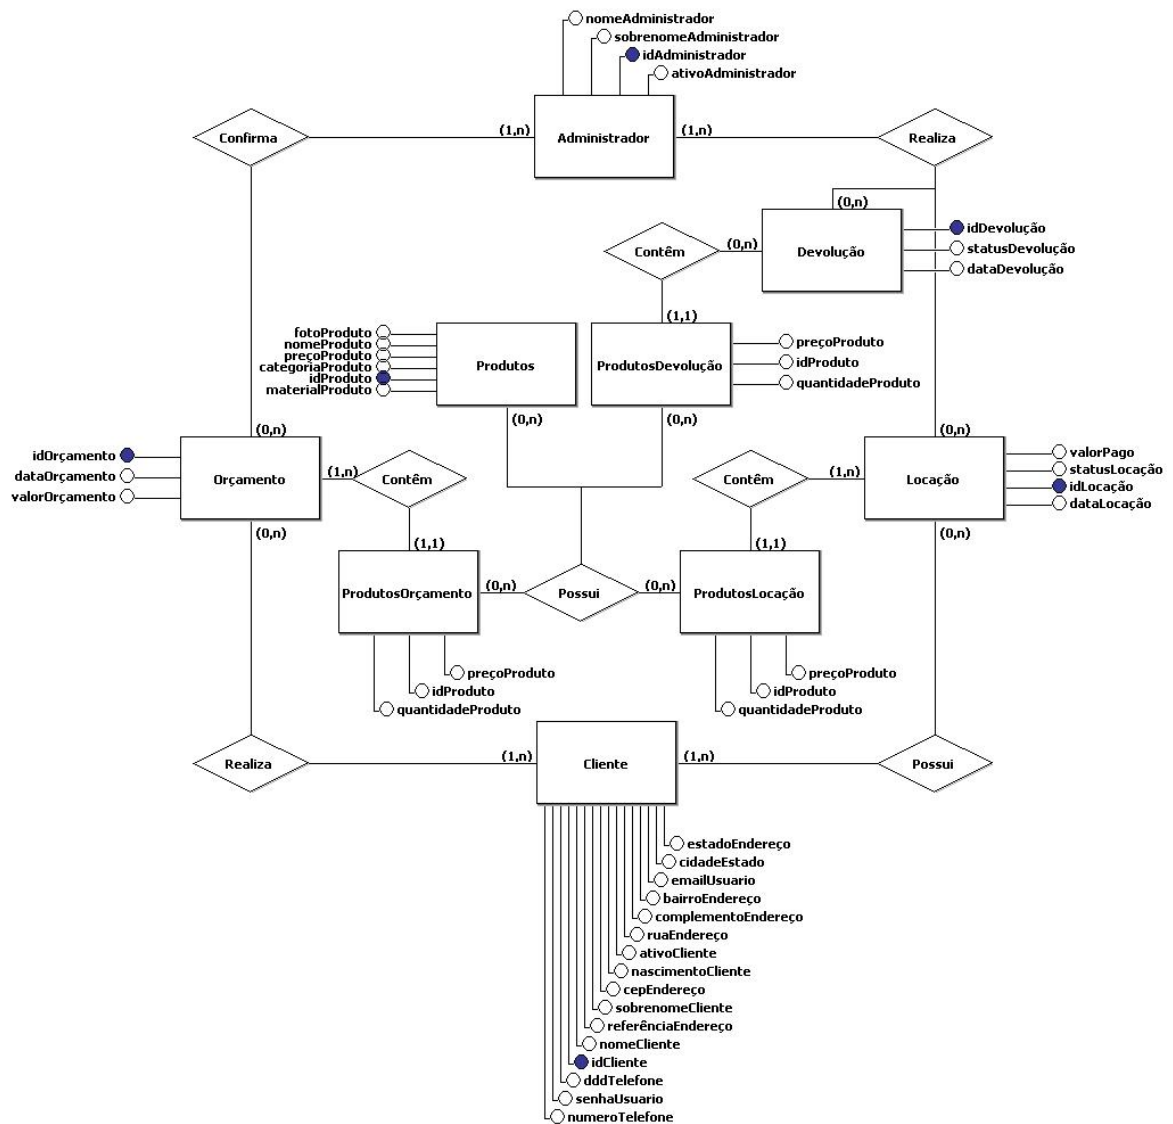 nomeAdministrador
sobrenomeAdministrador
idAdministrador
ativoAdministrador
Confirma
(1,n)
Administrador
(1,n)
Realiza
(0,n)
Contêm
(0,n)
Devolução
idDevolução
statusDevolução
dataDevolução
fotoProduto
nomeProduto
preçoProduto
categoriaProduto
idProduto
materialProduto
Produtos
(0,n)
(1,1)
ProdutosDevolução
preçoProduto
idProduto
quantidadeProduto
(0,n)
(0,n)
idOrçamento
dataOrçamento
valorOrçamento
Orçamento
(1,n)
Contêm
(0,n)
Contêm
(1,n)
(0,n)
Locação
valorPago
statusLocação
idLocação
dataLocação
(0,n)
(1,1)
ProdutosOrçamento
(0,n)
Possui
(0,n)
(1,1)
ProdutosLocação
preçoProduto
idProduto
quantidadeProduto
preçoProduto
idProduto
quantidadeProduto
Realiza
(1,n)
Cliente
(1,n)
Possui
estadoEndereço
cidadeEstado
emailUsuario
bairroEndereço
complementoEndereço
ruaEndereço
ativoCliente
nascimentoCliente
cepEndereço
sobrenomeCliente
referênciaEndereço
nomeCliente
idCliente
dddTelefone
senhaUsuario
numeroTelefone